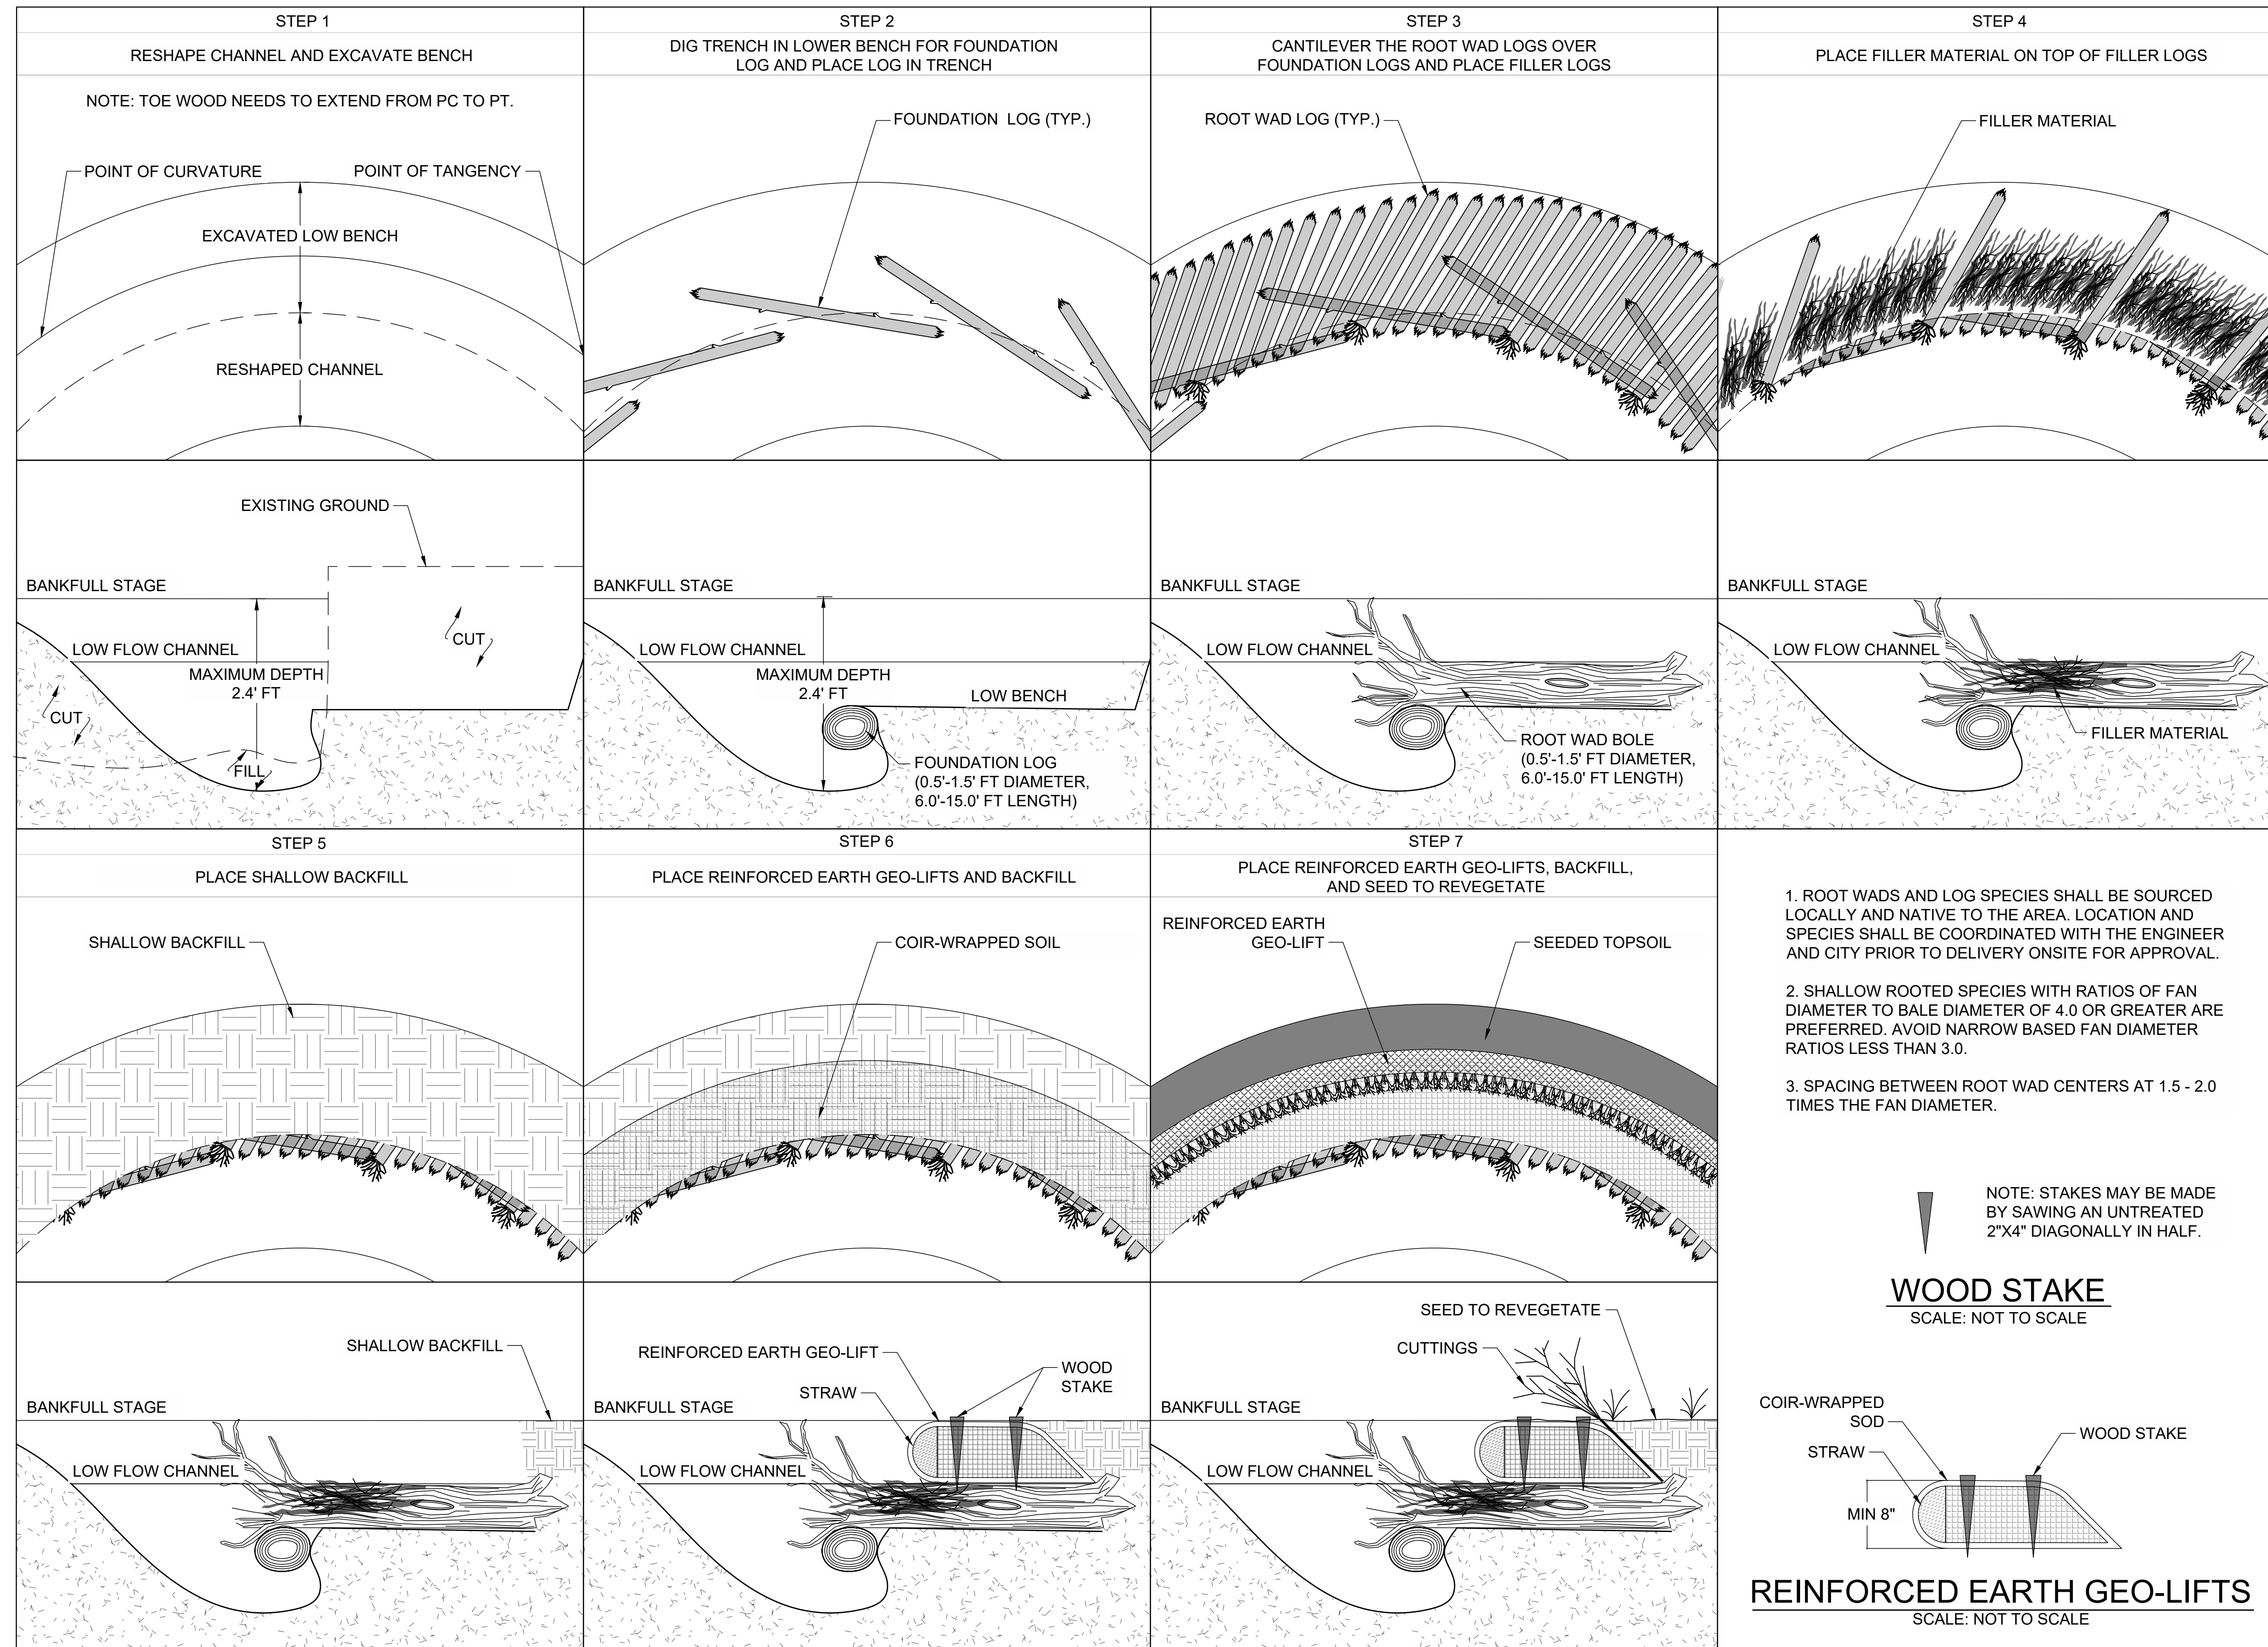 STEP 1
RESHAPE CHANNEL AND EXCAVATE BENCH
NOTE: TOE WOOD NEEDS TO EXTEND FROM PC TO PT.
POINT OF CURVATURE
POINT OF TANGENCY
EXCAVATED LOW BENCH
RESHAPED CHANNEL
EXISTING GROUND
BANKFULL STAGE
CUT
LOW FLOW CHANNEL
MAXIMUM DEPTH
2.4' FT
CUT
FILL
STEP 2
DIG TRENCH IN LOWER BENCH FOR FOUNDATION
LOG AND PLACE LOG IN TRENCH
FOUNDATION LOG (TYP.)
BANKFULL STAGE
LOW FLOW CHANNEL
MAXIMUM DEPTH
2.4' FT
LOW BENCH
FOUNDATION LOG
(0.5'-1.5' FT DIAMETER,
6.0'-15.0' FT LENGTH)
STEP 3
CANTILEVER THE ROOT WAD LOGS OVER
FOUNDATION LOGS AND PLACE FILLER LOGS
ROOT WAD LOG (TYP.)
BANKFULL STAGE
LOW FLOW CHANNEL
ROOT WAD BOLE
(0.5'-1.5' FT DIAMETER,
6.0'-15.0' FT LENGTH)
STEP 4
PLACE FILLER MATERIAL ON TOP OF FILLER LOGS
FILLER MATERIAL
BANKFULL STAGE
LOW FLOW CHANNEL
FILLER MATERIAL
STEP 5
PLACE SHALLOW BACKFILL
SHALLOW BACKFILL
SHALLOW BACKFILL
BANKFULL STAGE
LOW FLOW CHANNEL
STEP 6
PLACE REINFORCED EARTH GEO-LIFTS AND BACKFILL
COIR-WRAPPED SOIL
REINFORCED EARTH GEO-LIFT
WOOD
STAKE
STRAW
BANKFULL STAGE
LOW FLOW CHANNEL
STEP 7
PLACE REINFORCED EARTH GEO-LIFTS, BACKFILL,
AND SEED TO REVEGETATE
REINFORCED EARTH
GEO-LIFT
SEEDED TOPSOIL
SEED TO REVEGETATE
CUTTINGS
BANKFULL STAGE
LOW FLOW CHANNEL
1. ROOT WADS AND LOG SPECIES SHALL BE SOURCED
LOCALLY AND NATIVE TO THE AREA. LOCATION AND
SPECIES SHALL BE COORDINATED WITH THE ENGINEER
AND CITY PRIOR TO DELIVERY ONSITE FOR APPROVAL.
2. SHALLOW ROOTED SPECIES WITH RATIOS OF FAN
DIAMETER TO BALE DIAMETER OF 4.0 OR GREATER ARE
PREFERRED. AVOID NARROW BASED FAN DIAMETER
RATIOS LESS THAN 3.0.
3. SPACING BETWEEN ROOT WAD CENTERS AT 1.5 - 2.0
TIMES THE FAN DIAMETER.
NOTE: STAKES MAY BE MADE
BY SAWING AN UNTREATED
2"X4" DIAGONALLY IN HALF.
WOOD STAKE
SCALE: NOT TO SCALE
COIR-WRAPPED
SOD
WOOD STAKE
STRAW
MIN 8"
REINFORCED EARTH GEO-LIFTS
SCALE: NOT TO SCALE